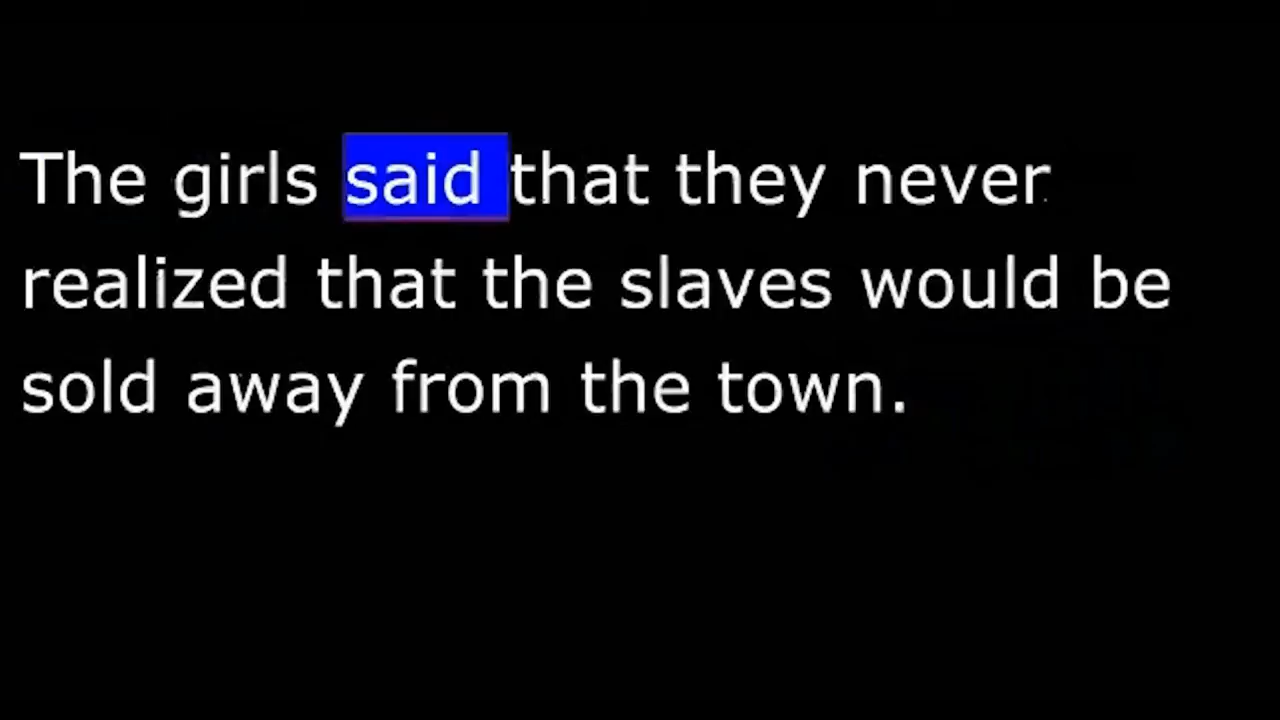 The girls said that they never
realized that the slaves would be
sold away from the town.